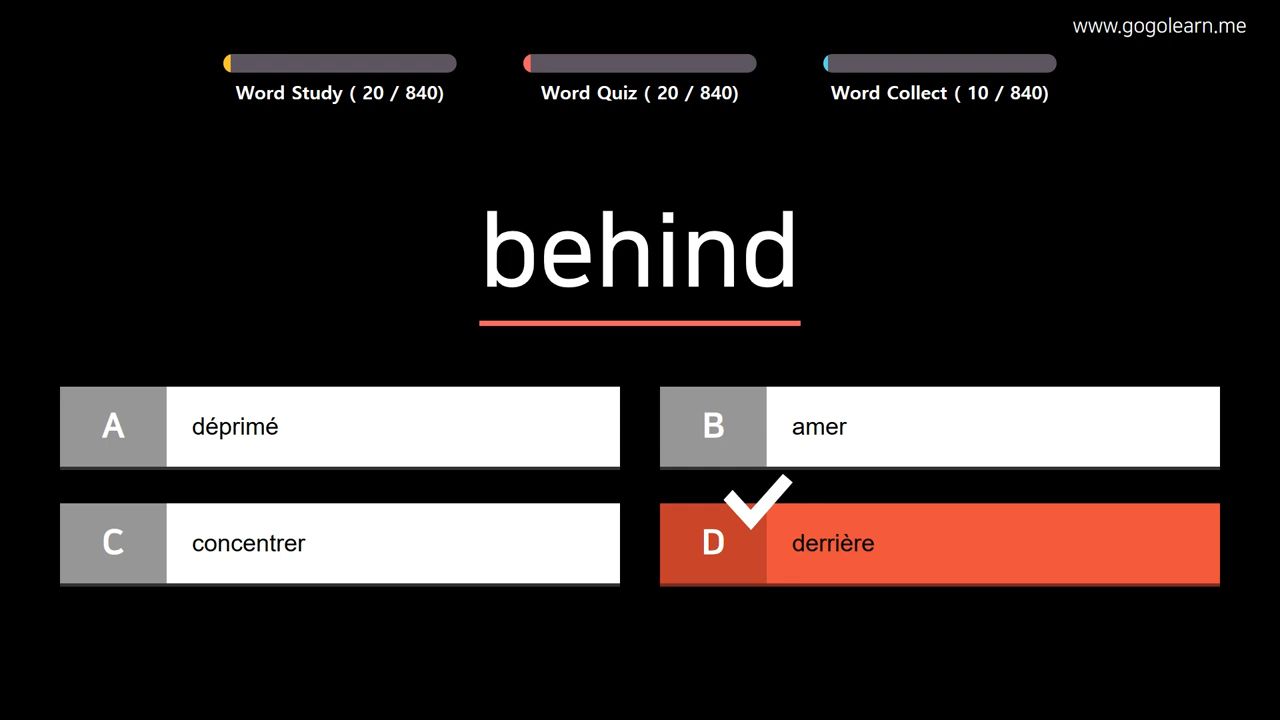 www.gogolearn.me
Word Study ( 20 / 840)
Word Quiz ( 20 / 840)
Word Collect ( 10 / 840)
behind
A déprimé
B amer
C concentrer
D derrière